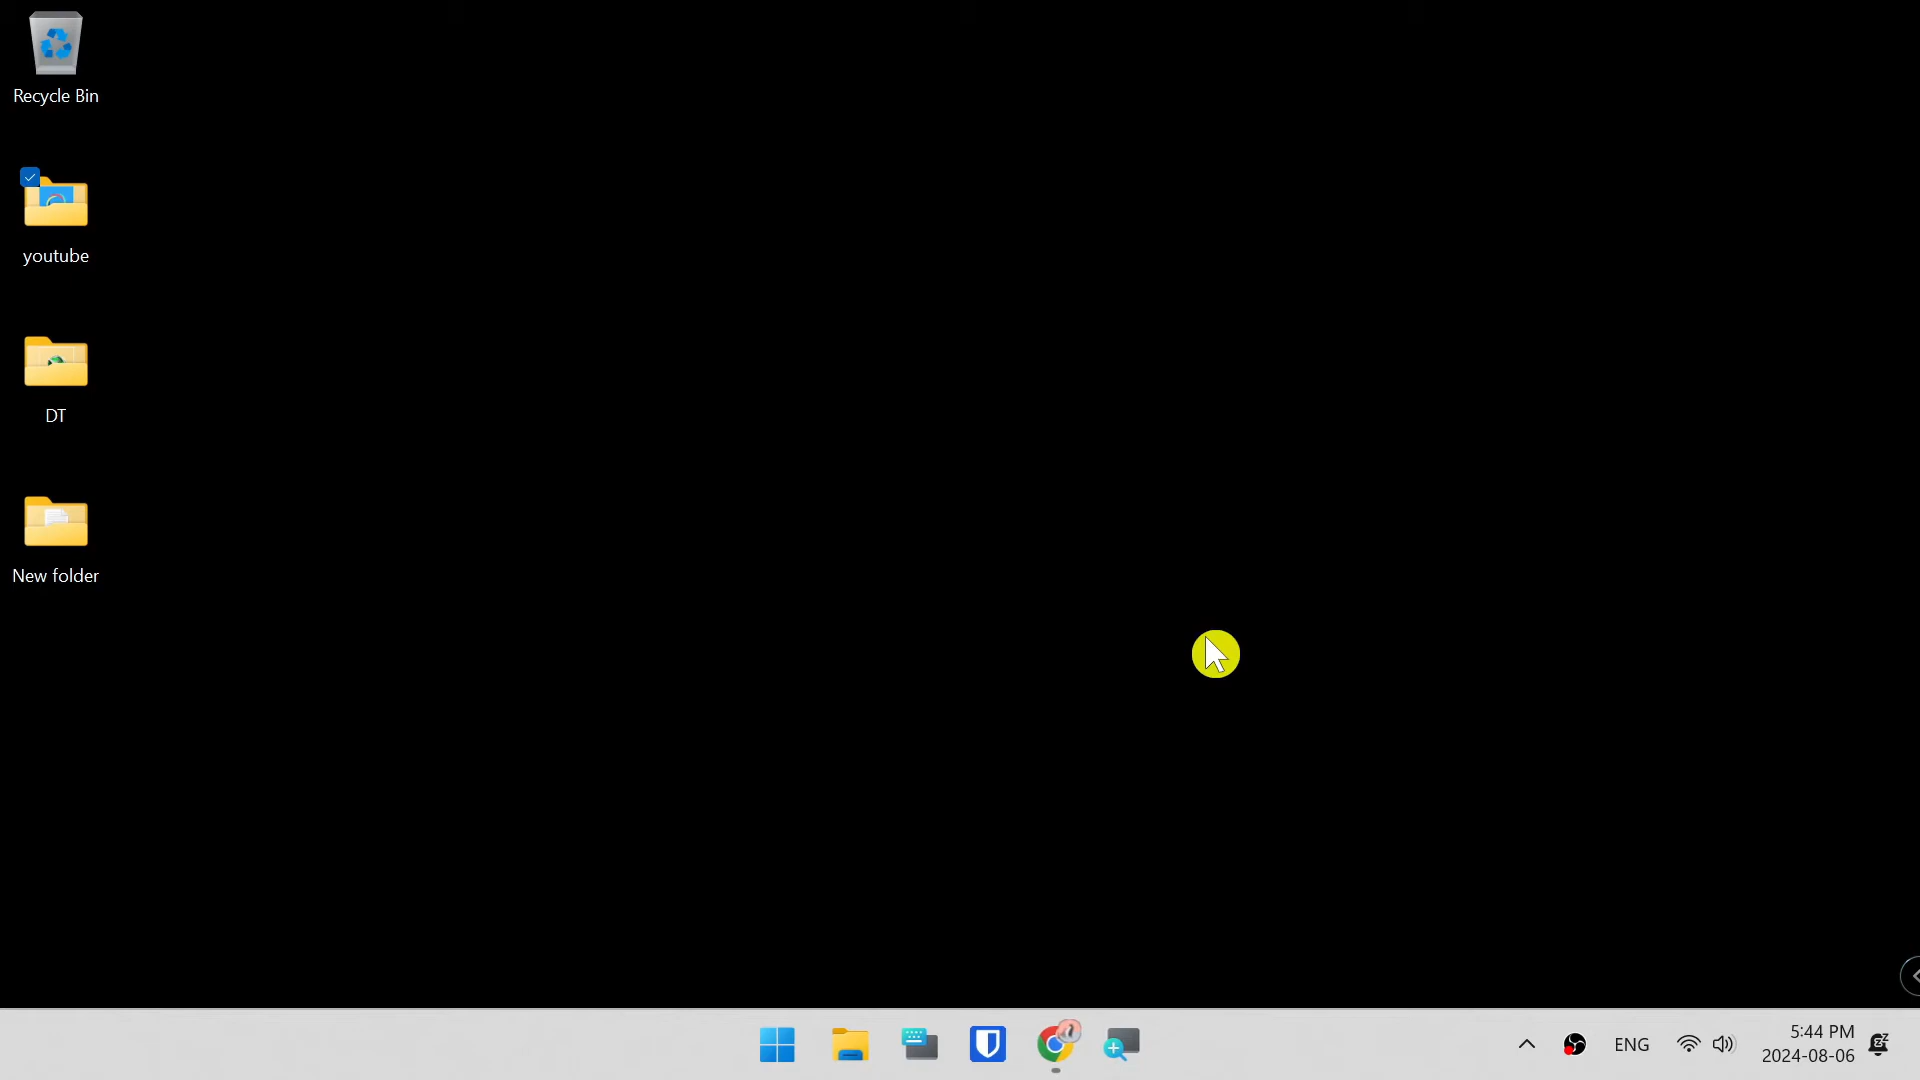 Recycle Bin
youtube
DT
New folder
ENG
5:44 PM
2024-08-06